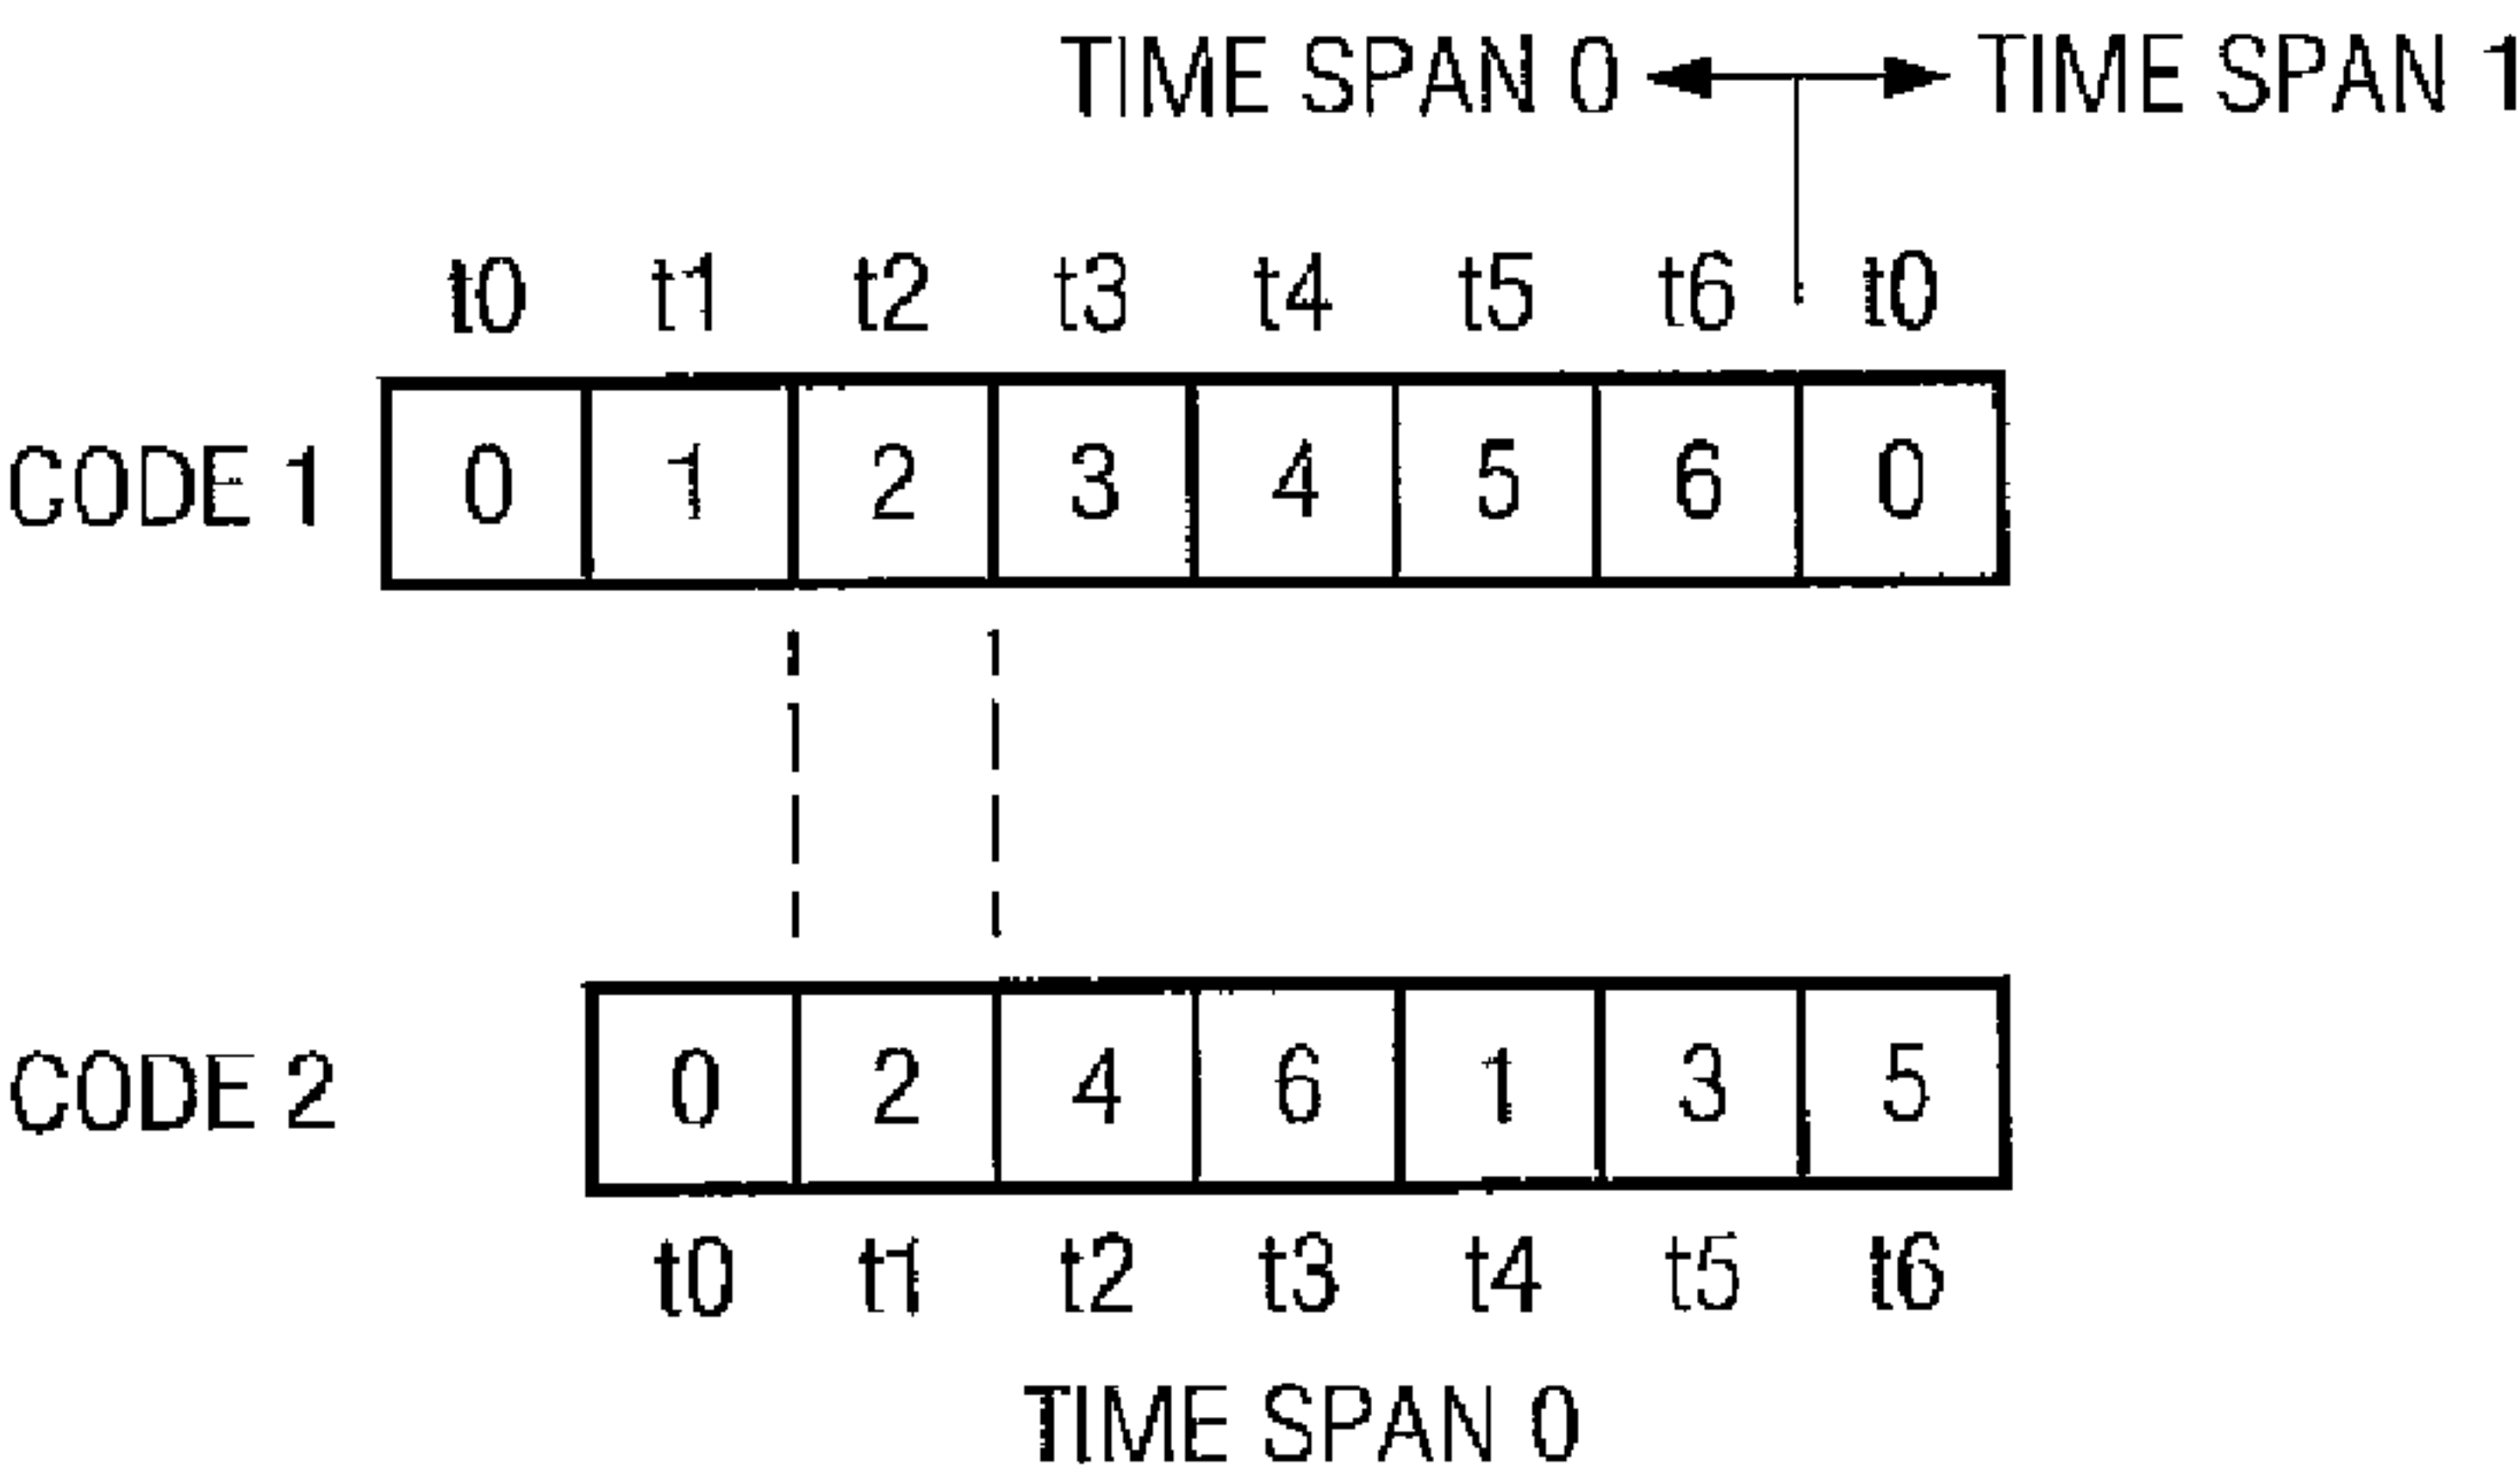 TIME SPAN 0 TIME SPAN 1
t0 t1 t2 t3 t4 t5 t6 t0
CODE 1 0 1 2 3 4 5 6 0
CODE 2 0 2 4 6 1 3 5
t0 t1 t2 t3 t4 t5 t6
TIME SPAN 0